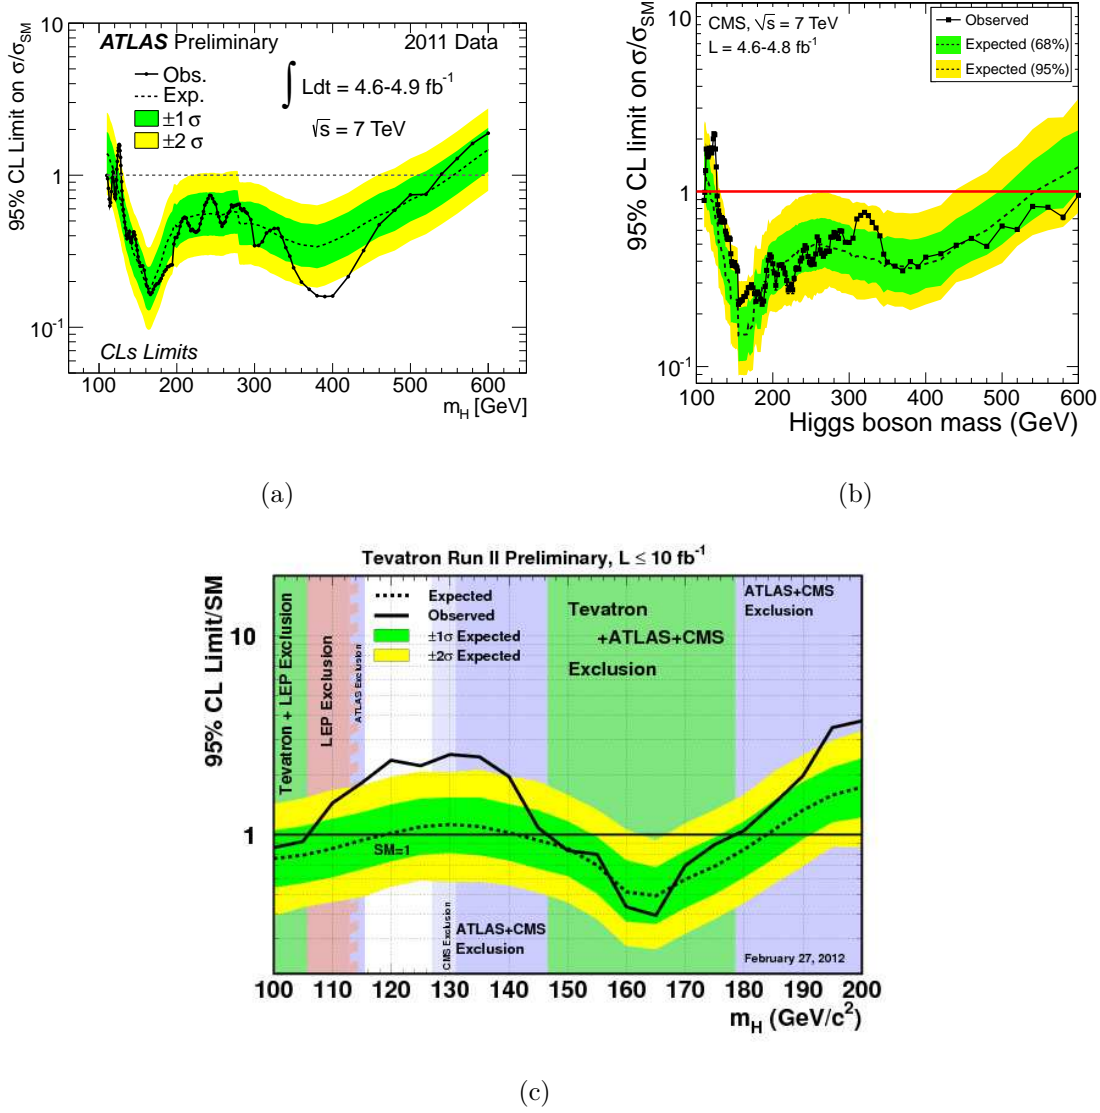 ATLAS Preliminary 2011 Data
Obs.
Exp.
±1 σ
±2 σ
∫ Ldt = 4.6-4.9 fb⁻¹
√s = 7 TeV
95% CL Limit on σ/σSM
10
1
10⁻¹
CLs Limits
100 200 300 400 500 600
mH [GeV]
(a)
CMS, √s = 7 TeV
L = 4.6-4.8 fb⁻¹
Observed
Expected (68%)
Expected (95%)
95% CL limit on σ/σSM
10
1
10⁻¹
100 200 300 400 500 600
Higgs boson mass (GeV)
(b)
Tevatron Run II Preliminary, L ≤ 10 fb⁻¹
95% CL Limit/SM
10
1
Tevatron + LEP Exclusion
LEP Exclusion
ATLAS Exclusion
Expected
Observed
±1σ Expected
±2σ Expected
Tevatron
+ATLAS+CMS
Exclusion
ATLAS+CMS
Exclusion
SM=1
CMS Exclusion
ATLAS+CMS
Exclusion
February 27, 2012
100 110 120 130 140 150 160 170 180 190 200
mH (GeV/c²)
(c)